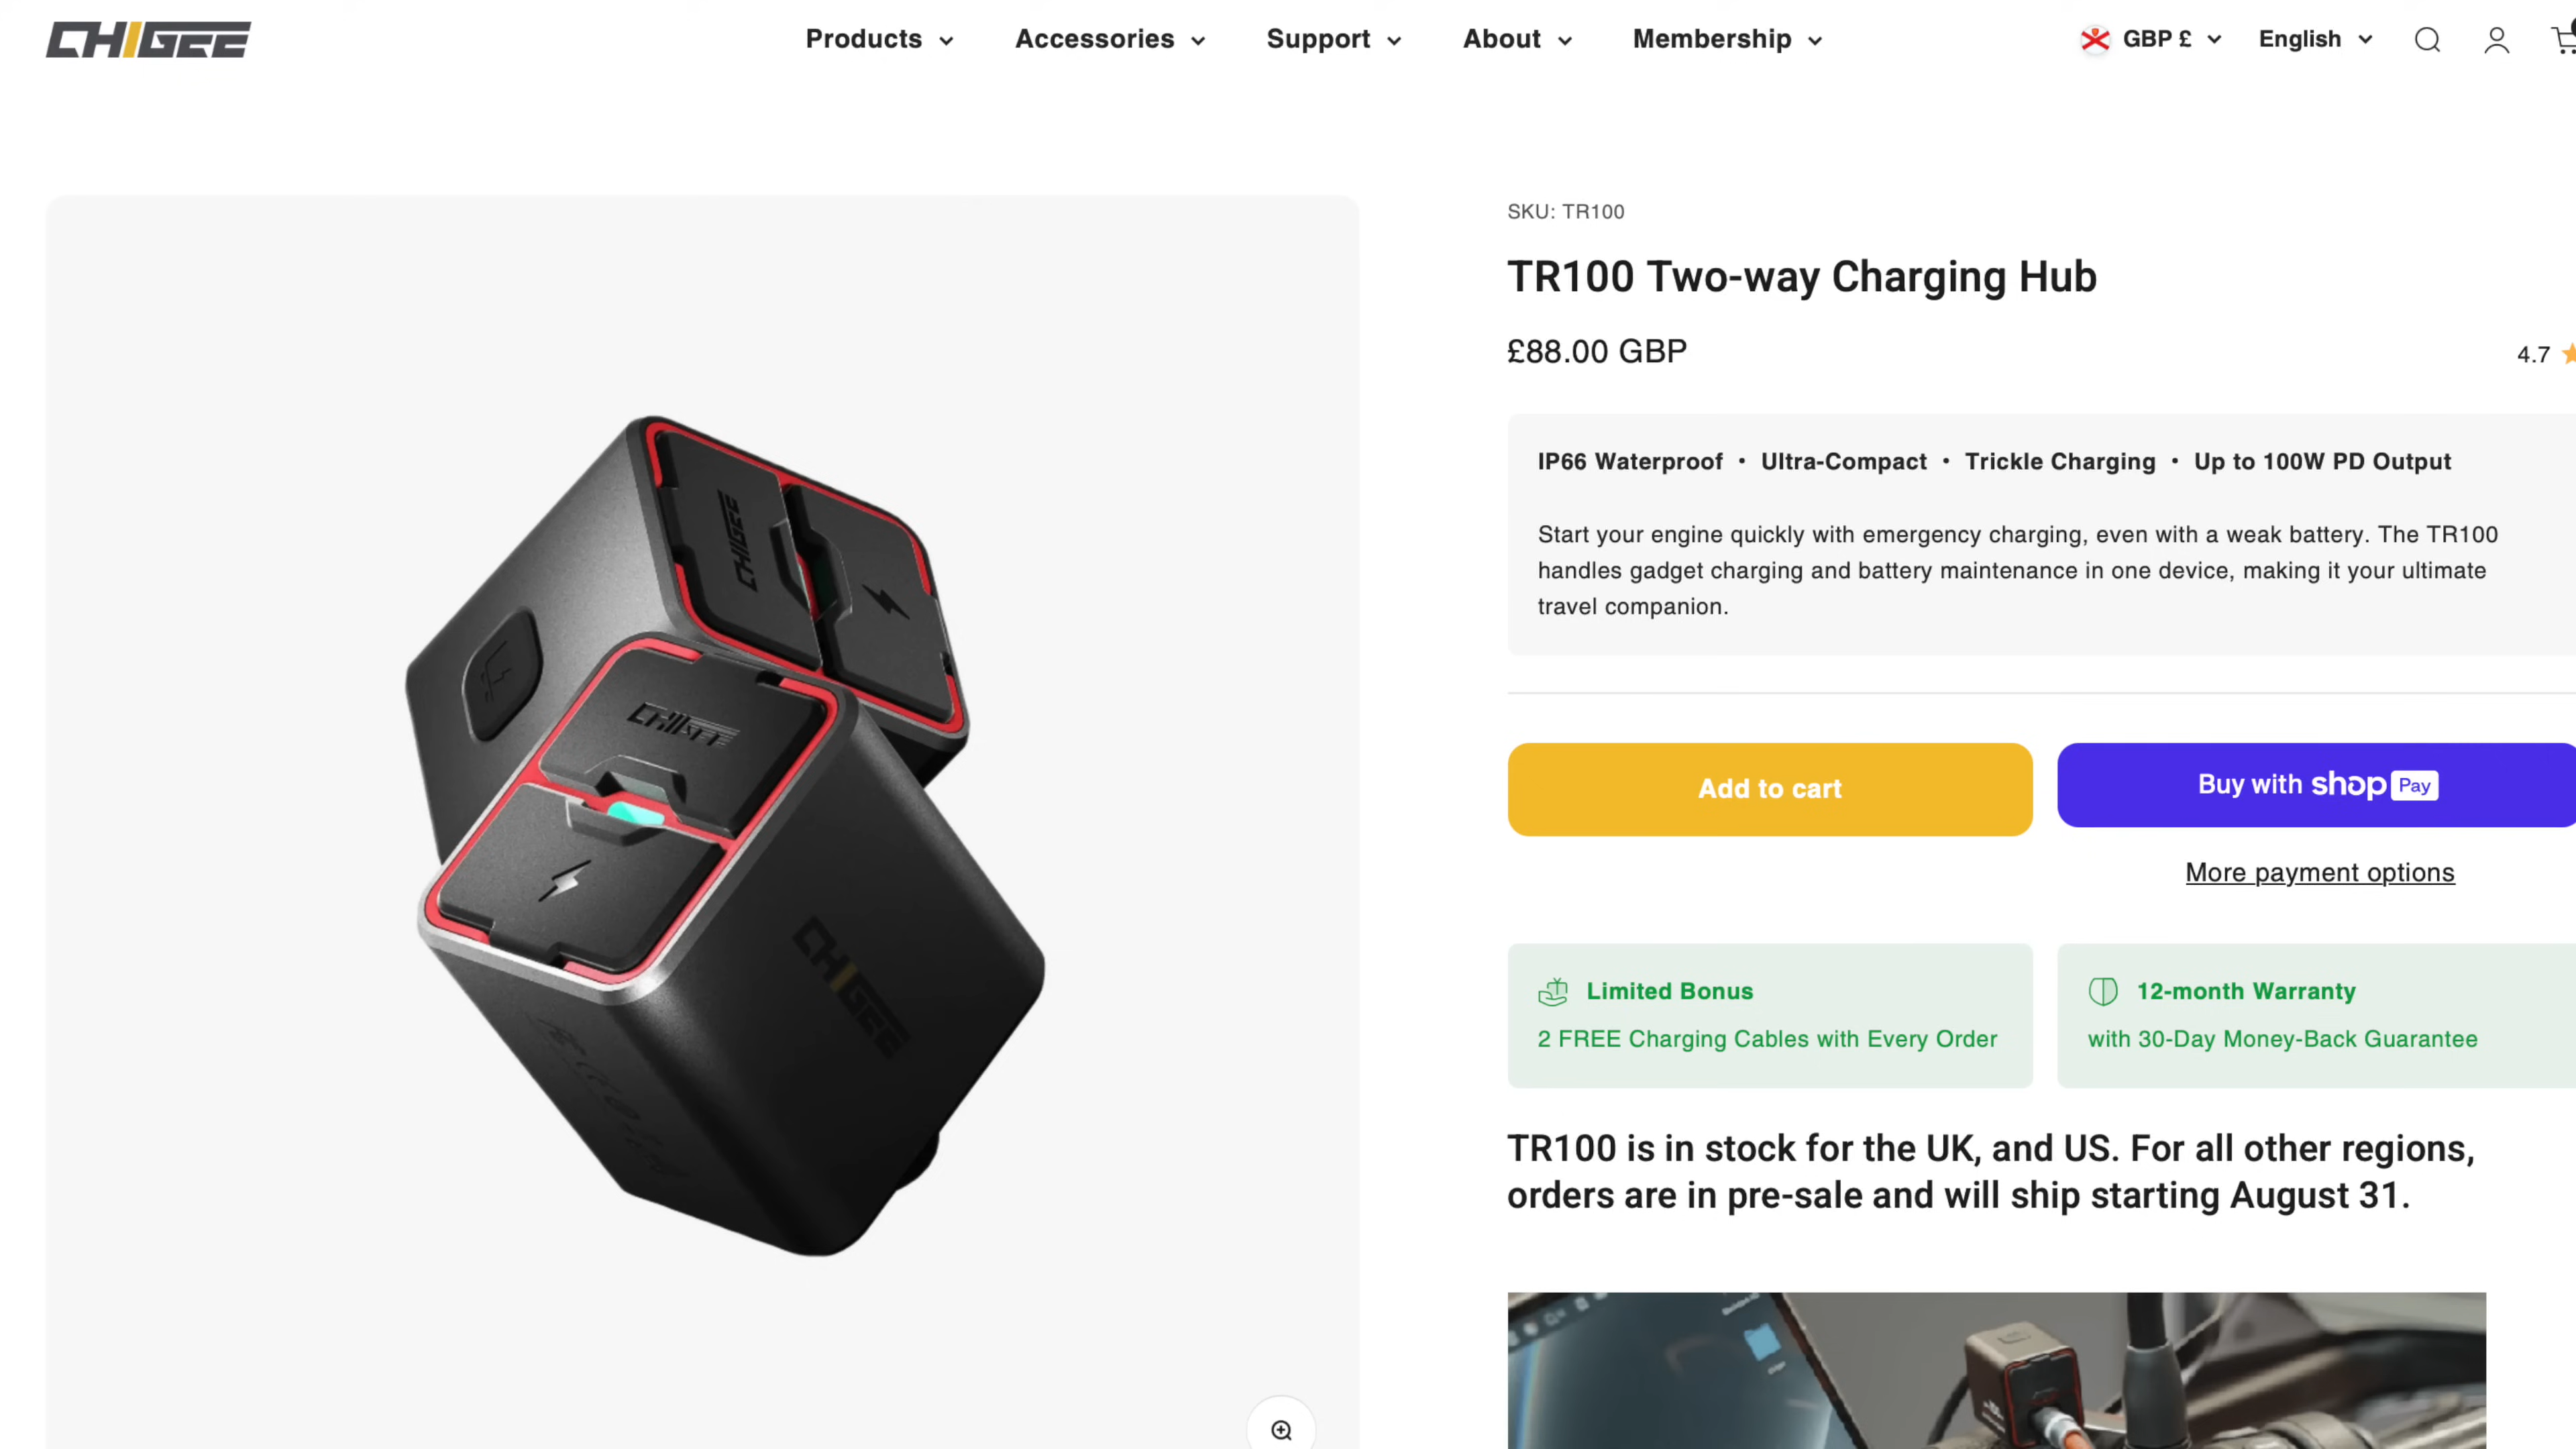 CHIGEE
Products
Accessories
Support
About
Membership
GBP £
English
SKU: TR100
TR100 Two-way Charging Hub
£88.00 GBP
4.7
IP66 Waterproof • Ultra-Compact • Trickle Charging • Up to 100W PD Output
Start your engine quickly with emergency charging, even with a weak battery. The TR100
handles gadget charging and battery maintenance in one device, making it your ultimate
travel companion.
CHIGEE
CHIGEE
CHIGEE
Add to cart
Buy with shop Pay
More payment options
Limited Bonus
2 FREE Charging Cables with Every Order
12-month Warranty
with 30-Day Money-Back Guarantee
TR100 is in stock for the UK, and US. For all other regions,
orders are in pre-sale and will ship starting August 31.